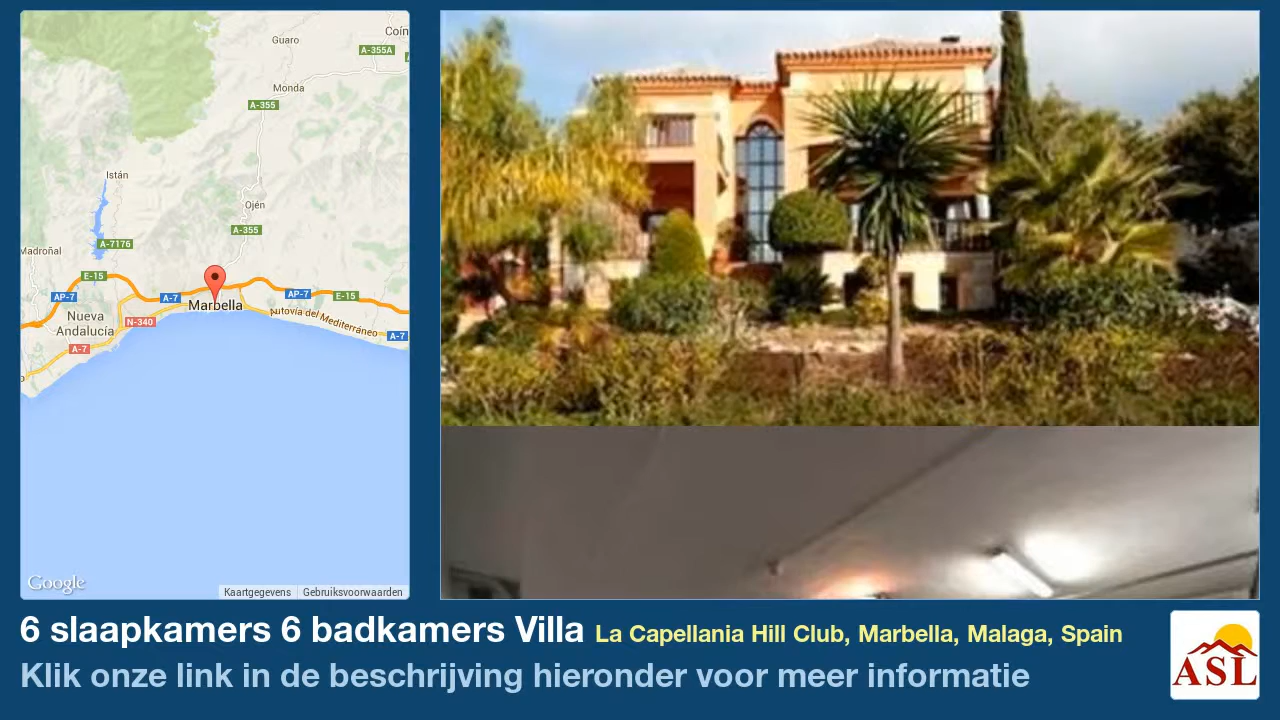 Guaro
Coín
A-355A
Monda
A-355
Istán
Ojén
A-355
A-7176
Madroñal
E-15
AP-7
A-7
Marbella
AP-7
E-15
Nueva
Andalucía
N-340
Autovía del Mediterráneo
A-7
A-7
Google
Kaartgegevens
Gebruiksvoorwaarden
6 slaapkamers 6 badkamers Villa La Capellania Hill Club, Marbella, Malaga, Spain
Klik onze link in de beschrijving hieronder voor meer informatie
ASL